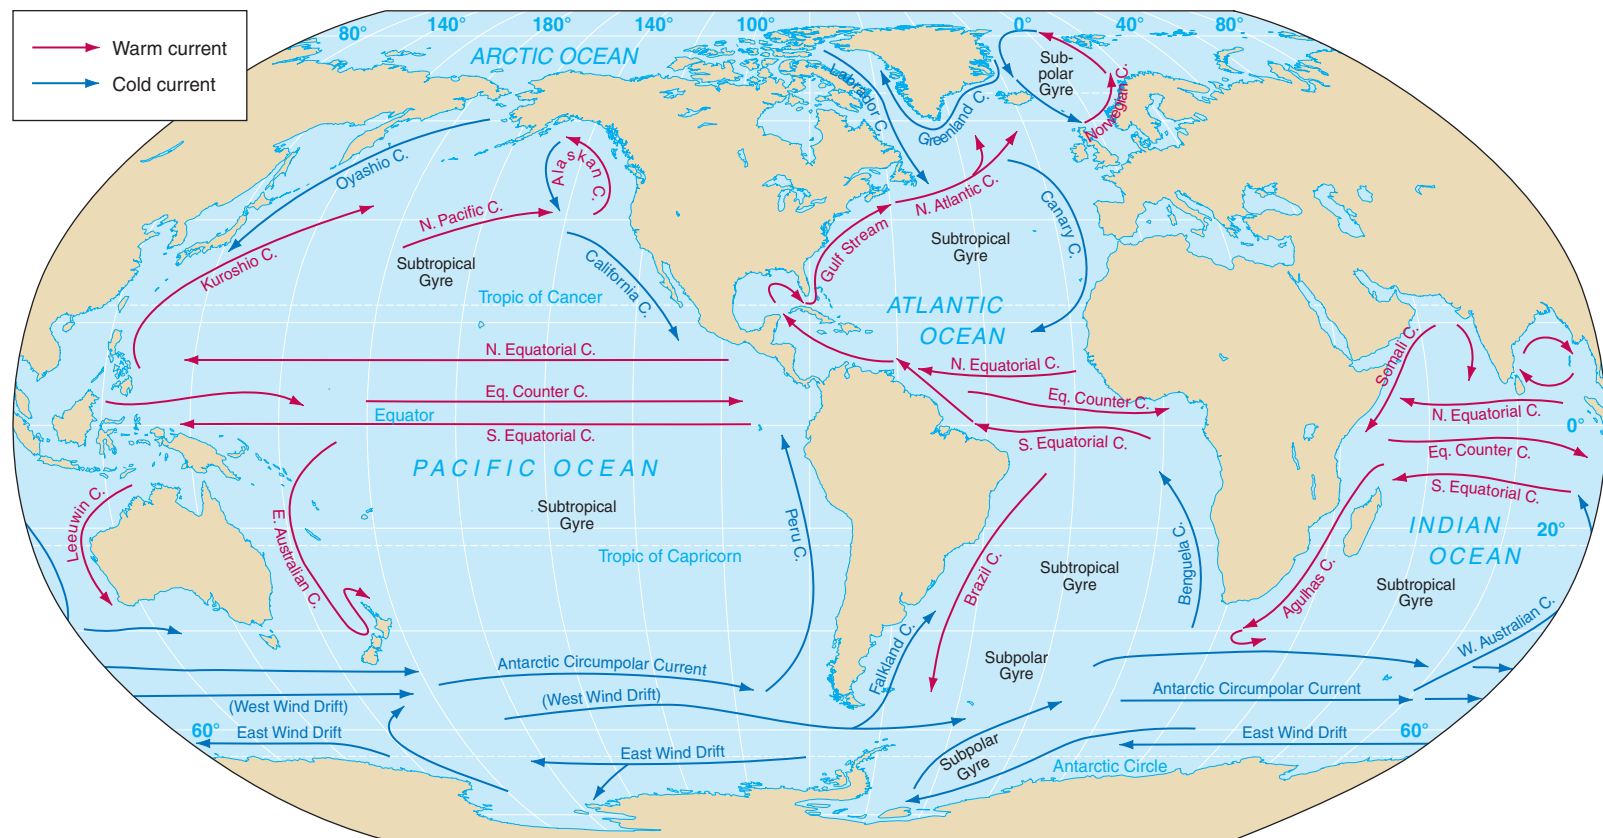 Warm current
Cold current
80°
140°
180°
140°
100°
0°
40°
80°
ARCTIC OCEAN
Sub-
polar
Gyre
Norwegian C.
Labrador C.
Greenland C.
Oyashio C.
Alaskan C.
N. Pacific C.
N. Atlantic C.
Canary C.
Kuroshio C.
Subtropical
Gyre
California C.
Gulf Stream
Subtropical
Gyre
Tropic of Cancer
ATLANTIC
OCEAN
N. Equatorial C.
N. Equatorial C.
Somali C.
Eq. Counter C.
Eq. Counter C.
N. Equatorial C.
Equator
0°
S. Equatorial C.
S. Equatorial C.
Eq. Counter C.
PACIFIC OCEAN
S. Equatorial C.
Leeuwin C.
E. Australian C.
Subtropical
Gyre
Peru C.
INDIAN
OCEAN
20°
Tropic of Capricorn
Brazil C.
Subtropical
Gyre
Benguela C.
Agulhas C.
Subtropical
Gyre
W. Australian C.
Falkland C.
Antarctic Circumpolar Current
(West Wind Drift)
(West Wind Drift)
Subpolar
Gyre
Antarctic Circumpolar Current
60°
East Wind Drift
East Wind Drift
Subpolar
Gyre
East Wind Drift
60°
Antarctic Circle